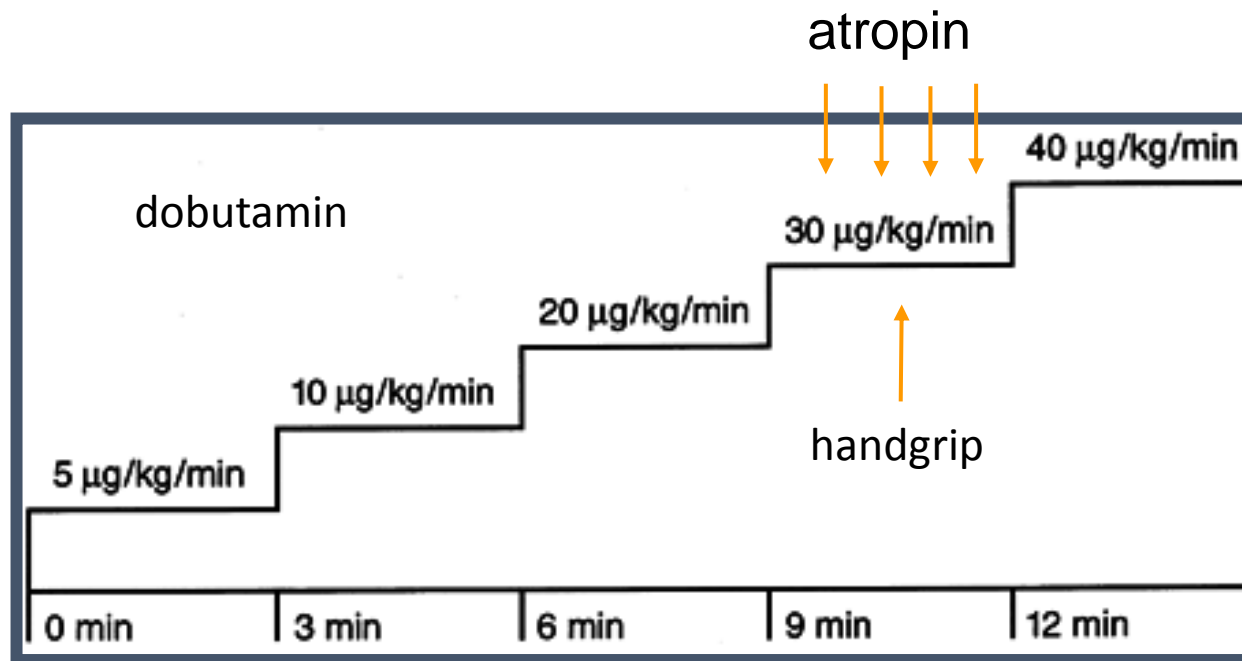 atropin
40 μg/kg/min
dobutamin
30 μg/kg/min
20 μg/kg/min
10 μg/kg/min
handgrip
5 μg/kg/min
0 min
3 min
6 min
9 min
12 min